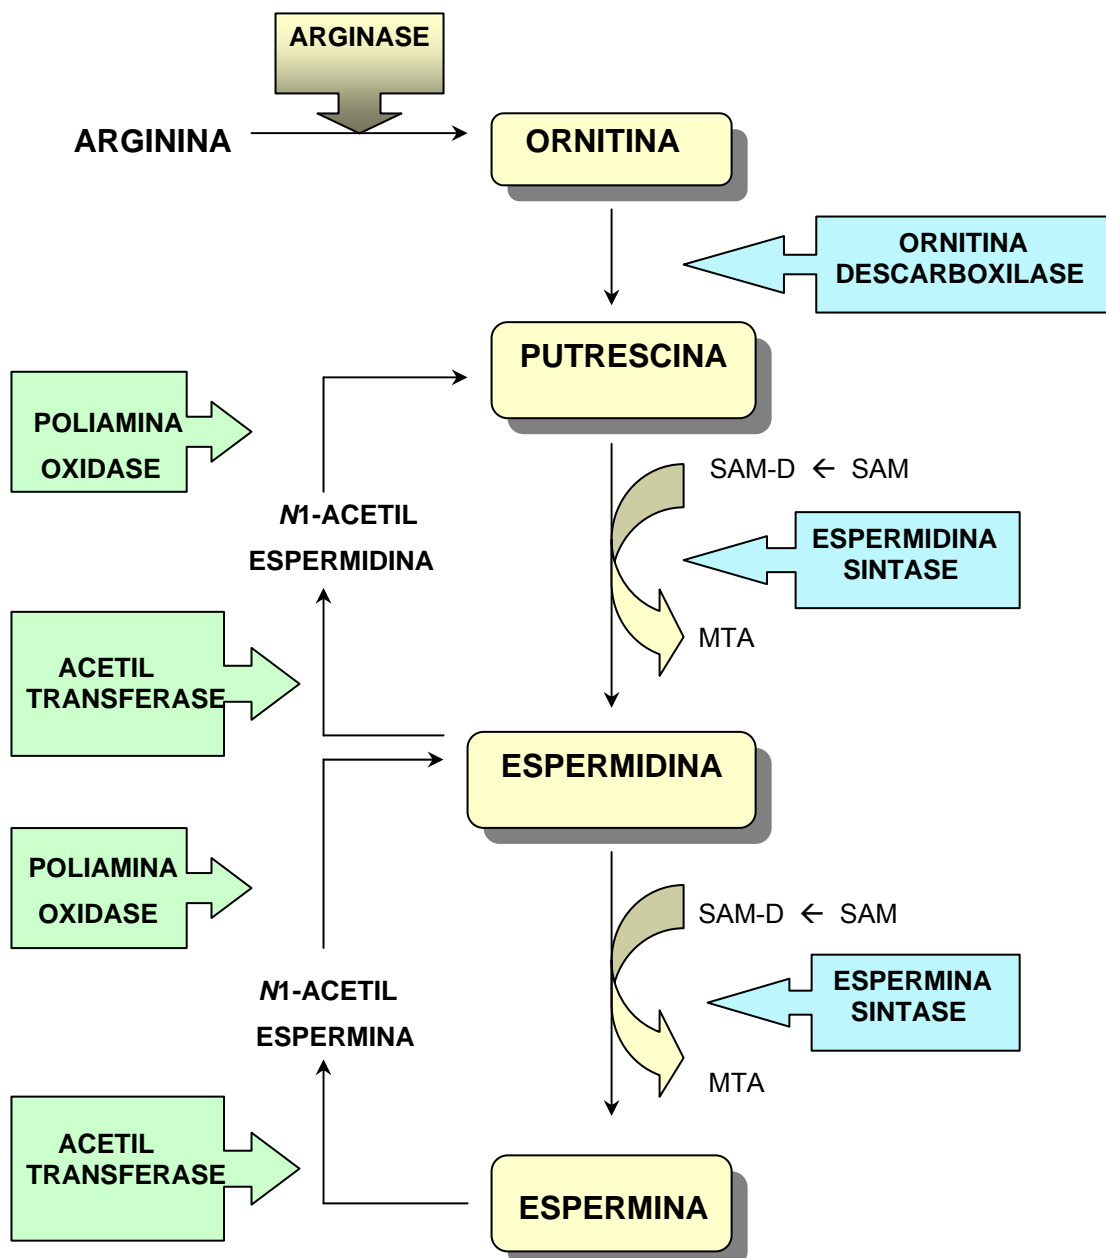 ARGINASE
ARGININA
ORNITINA
ORNITINA
DESCARBOXILASE
PUTRESCINA
POLIAMINA
OXIDASE
SAM-D ← SAM
N1-ACETIL
ESPERMIDINA
ESPERMIDINA
SINTASE
MTA
ACETIL
TRANSFERASE
ESPERMIDINA
POLIAMINA
OXIDASE
SAM-D ← SAM
N1-ACETIL
ESPERMINA
ESPERMINA
SINTASE
MTA
ACETIL
TRANSFERASE
ESPERMINA